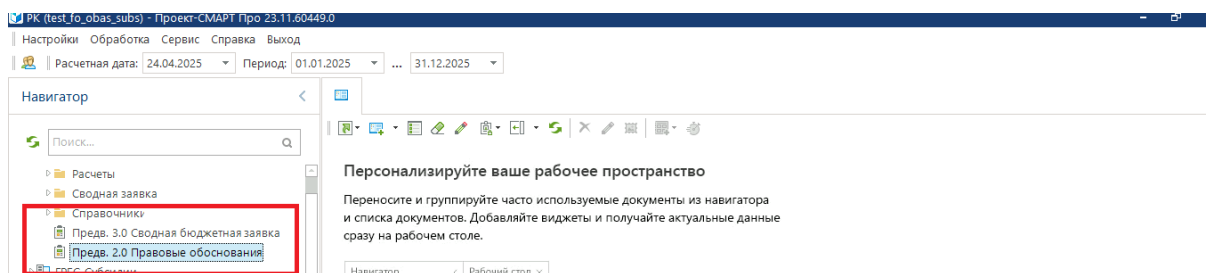 РК (test_fo_obas_subs) - Проект-СМАРТ Про 23.11.60449.0
Настройки Обработка Сервис Справка Выход
Расчетная дата: 24.04.2025 Период: 01.01.2025 ... 31.12.2025
Навигатор
Поиск...
Расчеты
Сводная заявка
Справочники
Предв. 3.0 Сводная бюджетная заявка
Предв. 2.0 Правовые обоснования
Персонализируйте ваше рабочее пространство
Переносите и группируйте часто используемые документы из навигатора
и списка документов. Добавляйте виджеты и получайте актуальные данные
сразу на рабочем столе.
Навигатор Рабочий стол